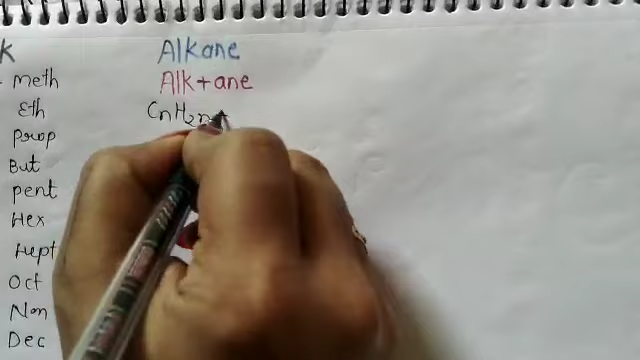 K Alkane
Meth Alk+ane
Eth CnH2n+
Prop
But
pent
Hex
Hept
Oct
Non
Dec